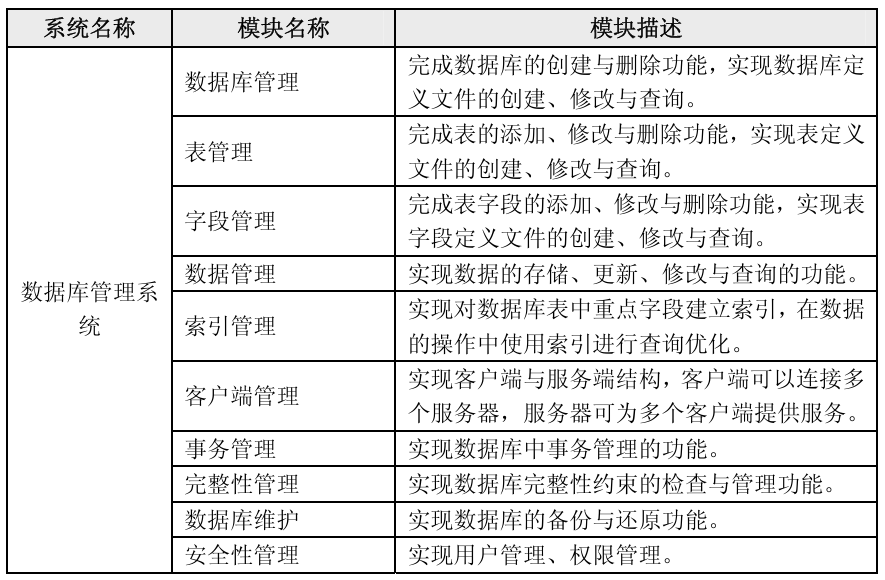 系统名称 模块名称 模块描述
数据库管理系
统
数据库管理
完成数据库的创建与删除功能，实现数据库定
义文件的创建、修改与查询。
表管理
完成表的添加、修改与删除功能，实现表定义
文件的创建、修改与查询。
字段管理
完成表字段的添加、修改与删除功能，实现表
字段定义文件的创建、修改与查询。
数据管理
实现数据的存储、更新、修改与查询的功能。
索引管理
实现对数据库表中重点字段建立索引，在数据
的操作中使用索引进行查询优化。
客户端管理
实现客户端与服务端结构，客户端可以连接多
个服务器，服务器可为多个客户端提供服务。
事务管理
实现数据库中事务管理的功能。
完整性管理
实现数据库完整性约束的检查与管理功能。
数据库维护
实现数据库的备份与还原功能。
安全性管理
实现用户管理、权限管理。